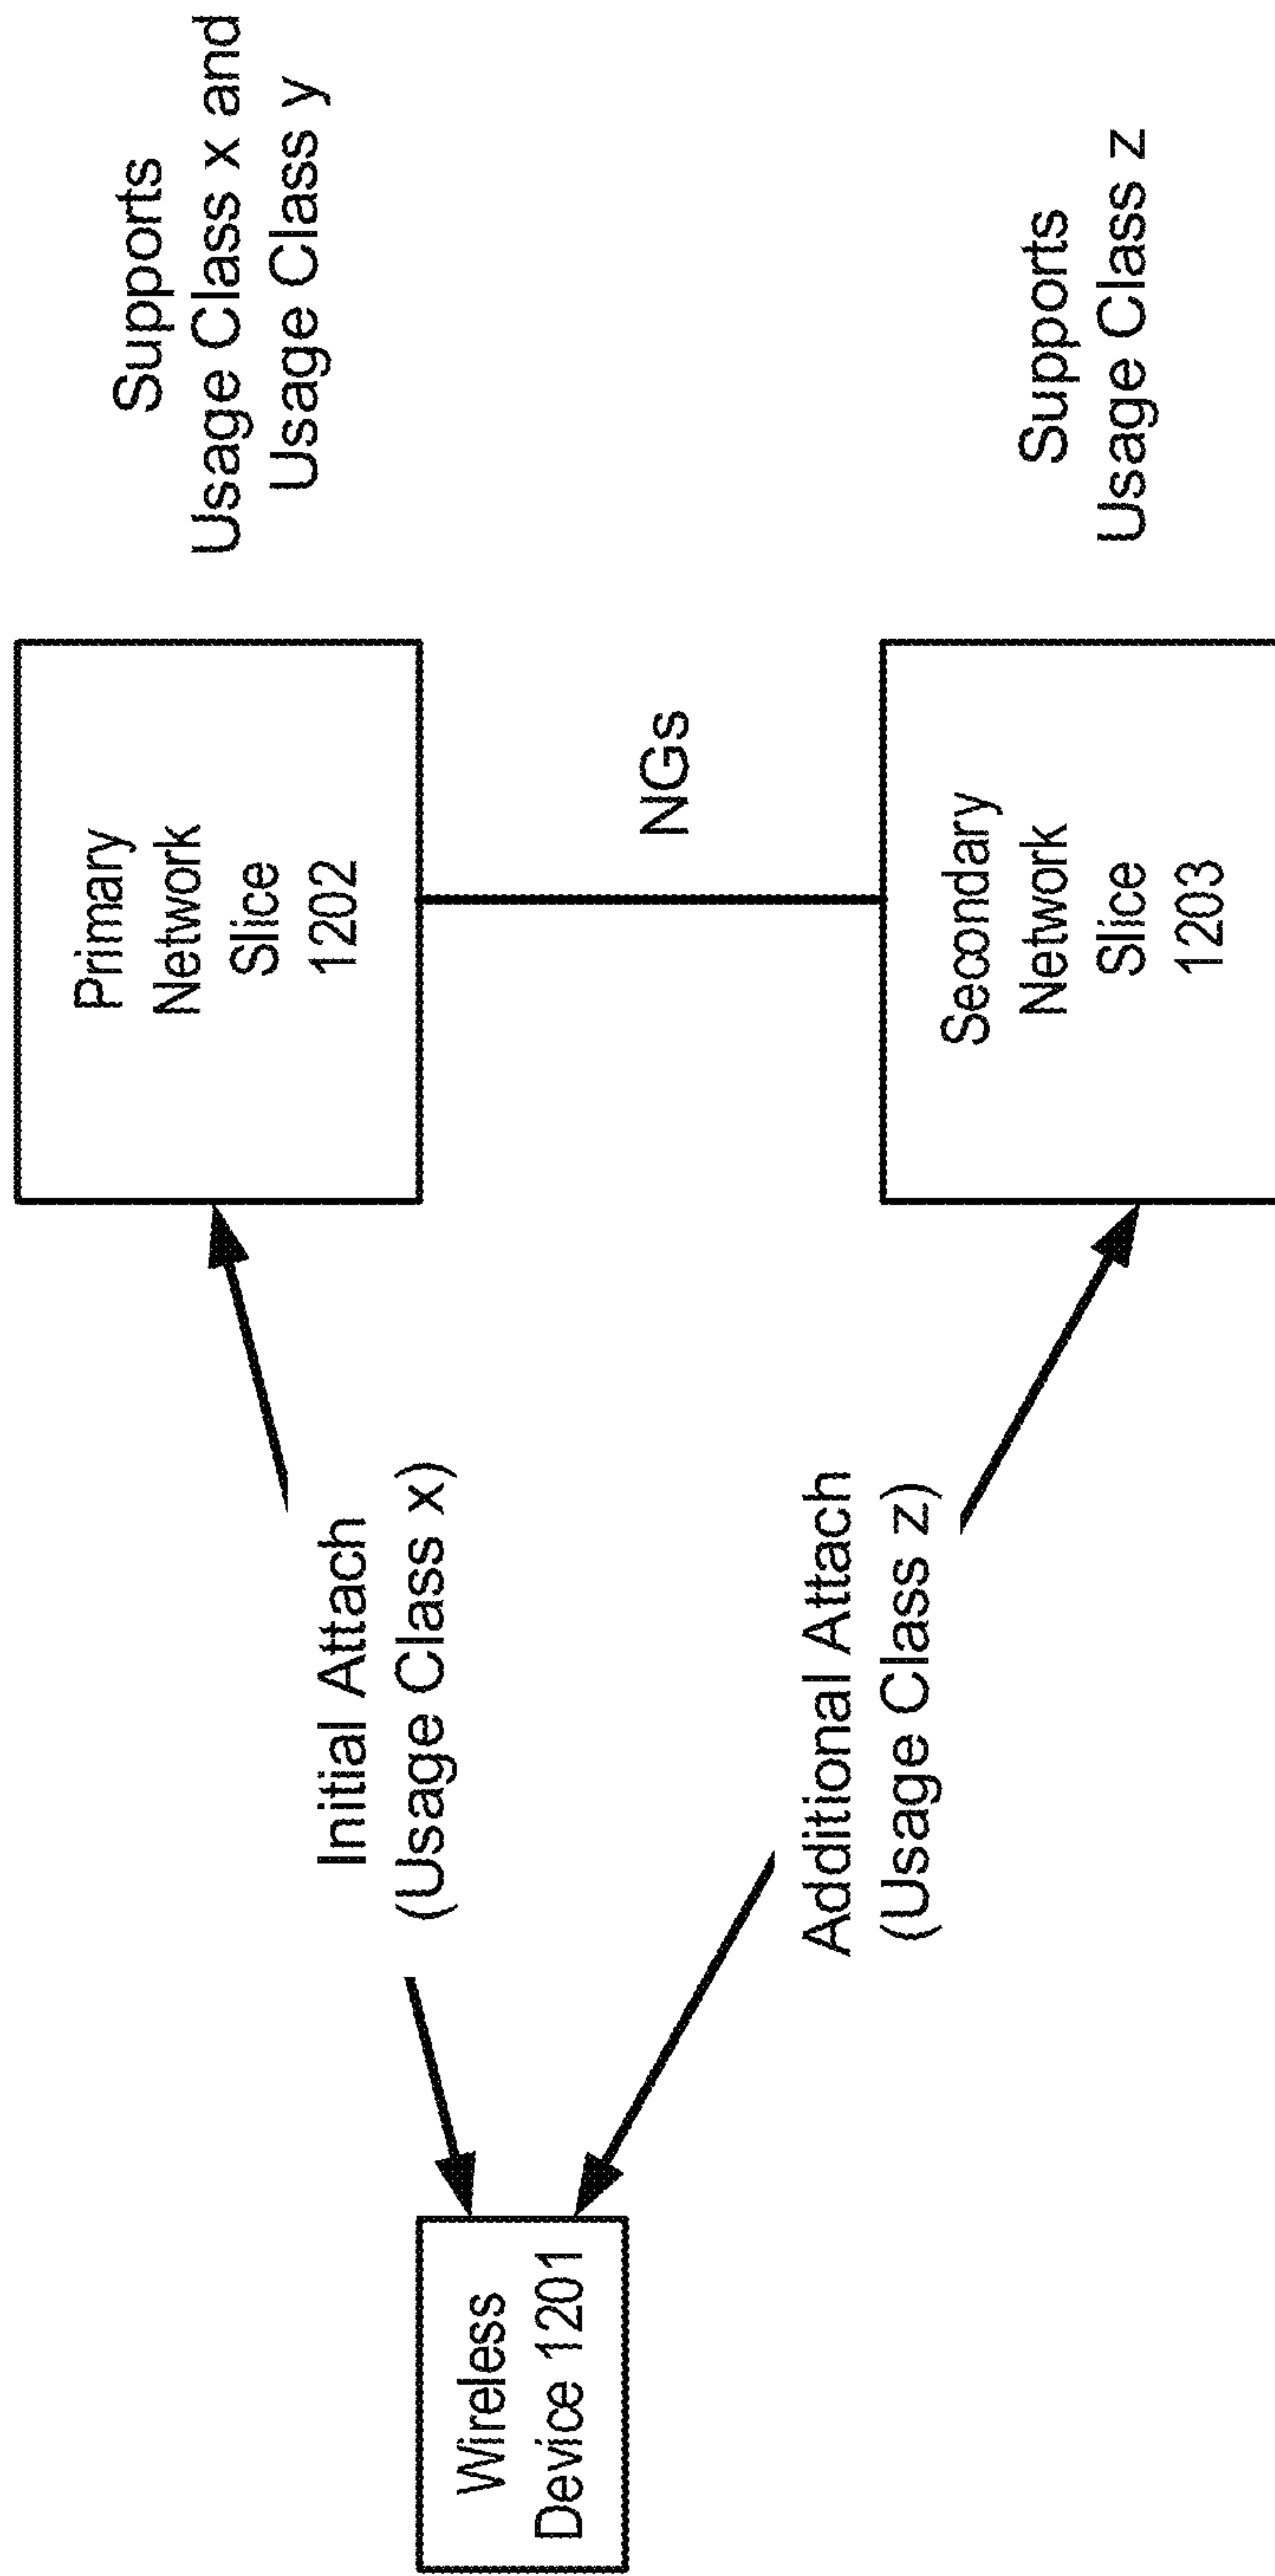 Wireless
Device 1201
Initial Attach
(Usage Class x)
Additional Attach
(Usage Class z)
Primary
Network
Slice
1202
NGs
Secondary
Network
Slice
1203
Supports
Usage Class x and
Usage Class y
Supports
Usage Class z